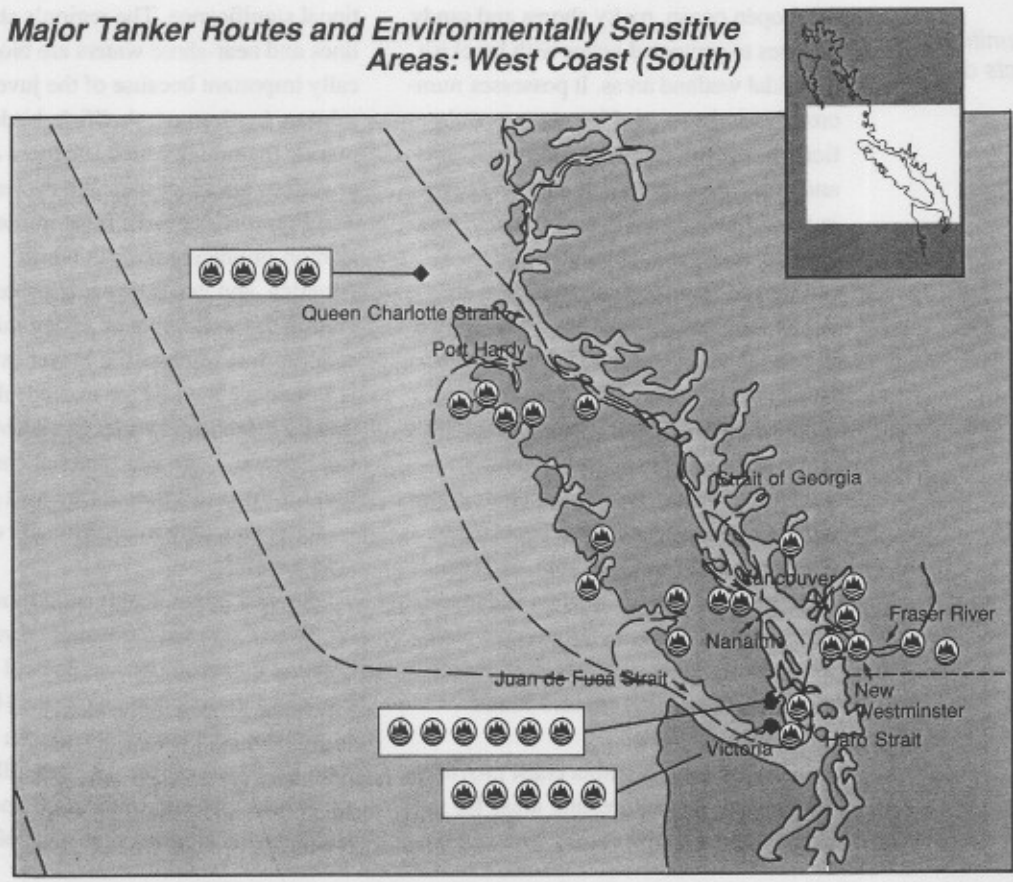 Major Tanker Routes and Environmentally Sensitive
Areas: West Coast (South)
Queen Charlotte Strait
Port Hardy
Strait of Georgia
Vancouver
Fraser River
Nanaimo
Juan de Fuca Strait
New
Westminster
Victoria
Haro Strait